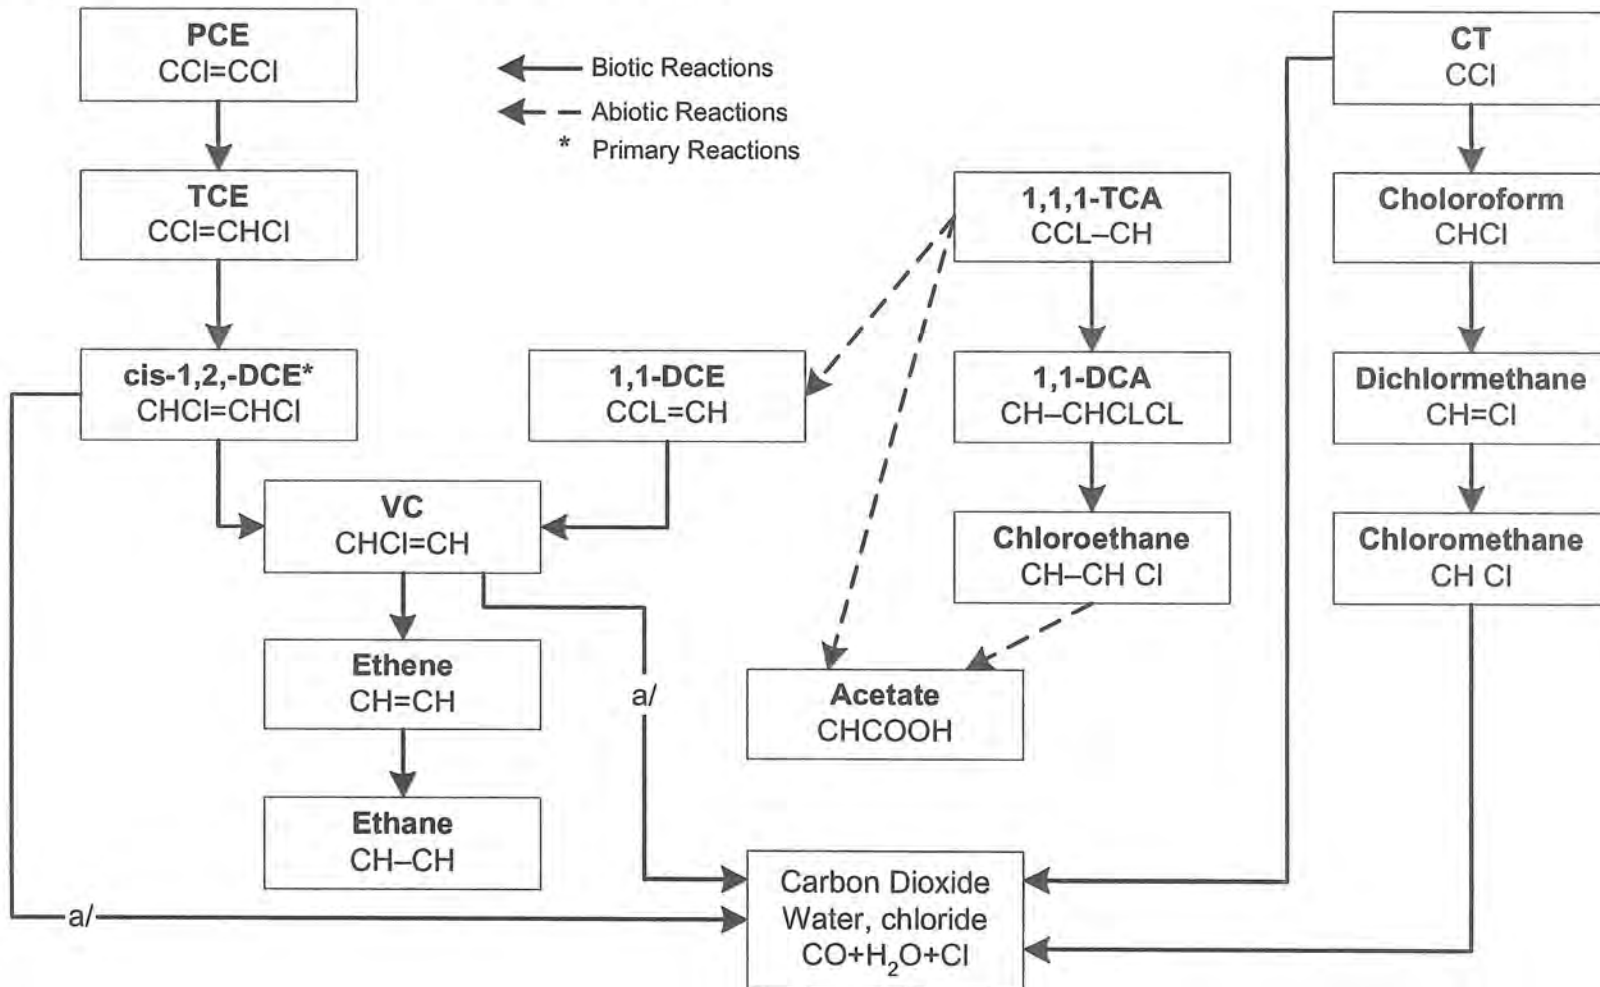 PCE
CCl=CCl
Biotic Reactions
Abiotic Reactions
* Primary Reactions
CT
CCl
TCE
CCl=CHCl
1,1,1-TCA
CCL–CH
Choloroform
CHCl
cis-1,2,-DCE*
CHCl=CHCl
1,1-DCE
CCL=CH
1,1-DCA
CH–CHCLCL
Dichlormethane
CH=Cl
VC
CHCl=CH
Chloroethane
CH–CH Cl
Chloromethane
CH Cl
Ethene
CH=CH
a/
Acetate
CHCOOH
Ethane
CH–CH
a/
Carbon Dioxide
Water, chloride
CO+H₂O+Cl